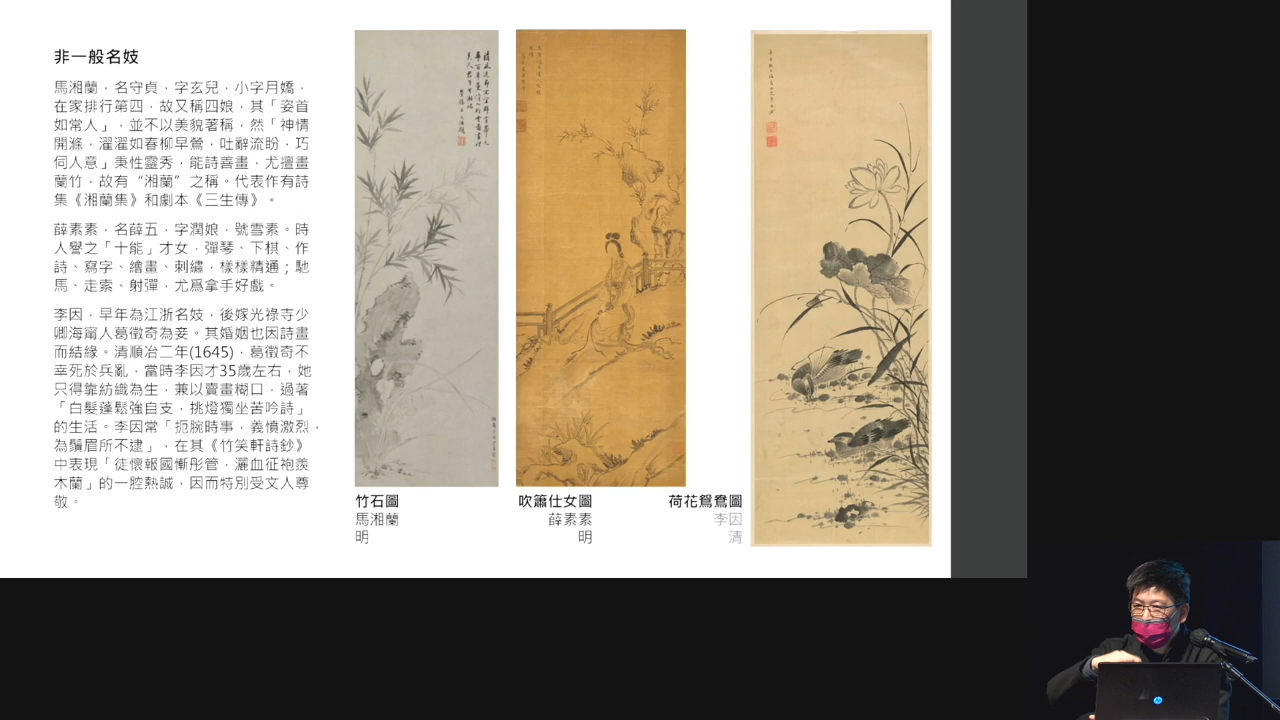 非一般名妓
馬湘蘭，名守貞，字玄兒，小字月嬌，
在家排行第四，故又稱四娘，其「姿首
如常人」，並不以美貌著稱，然「神情
開滌，濯濯如春柳早鶯，吐辭流盼，巧
伺人意」秉性靈秀，能詩善畫，尤擅畫
蘭竹，故有“湘蘭”之稱。代表作有詩
集《湘蘭集》和劇本《三生傳》。
薛素素，名薛五，字潤娘，號雪素。時
人譽之「十能」才女，彈琴、下棋、作
詩、寫字、繪畫、刺繡，樣樣精通；馳
馬、走索、射彈，尤爲拿手好戲。
李因，早年為江浙名妓，後嫁光祿寺少
卿海甯人葛徵奇為妾。其婚姻也因詩畫
而結緣。清順治二年(1645)，葛徵奇不
幸死於兵亂，當時李因才35歲左右，她
只得靠紡織為生，兼以賣畫糊口，過著
「白髮蓬鬆強自支，挑燈獨坐苦吟詩」
的生活。李因常「扼腕時事，義憤激烈，
為鬚眉所不逮」，在其《竹笑軒詩鈔》
中表現「徒懷報國慚彤管，灑血征袍羨
木蘭」的一腔熱誠，因而特別受文人尊
敬。
竹石圖
馬湘蘭
明
吹簫仕女圖
薛素素
明
荷花鴛鴦圖
李因
清
hp